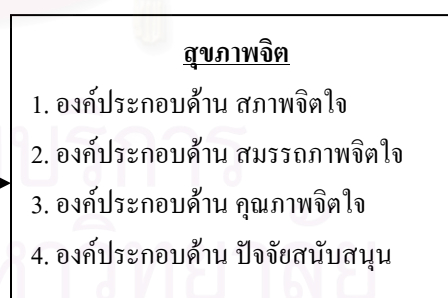 สุขภาพจิต
1. องค์ประกอบด้าน สภาพจิตใจ
2. องค์ประกอบด้าน สมรรถภาพจิตใจ
3. องค์ประกอบด้าน คุณภาพจิตใจ
4. องค์ประกอบด้าน ปัจจัยสนับสนุน